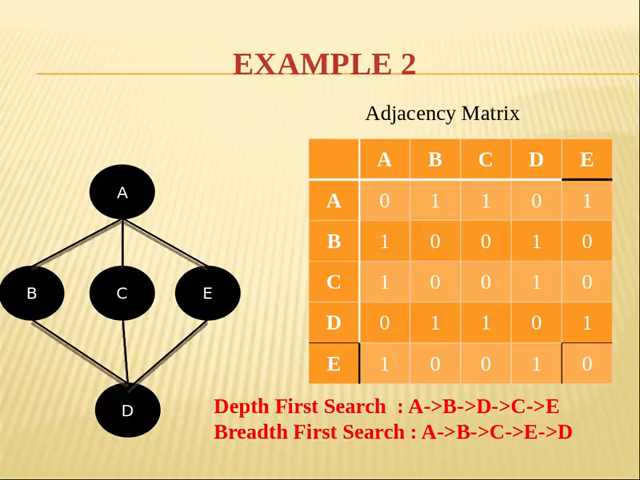 EXAMPLE 2
Adjacency Matrix
A B C D E
A 0 1 1 0 1
B 1 0 0 1 0
C 1 0 0 1 0
D 0 1 1 0 1
E 1 0 0 1 0
A
B C E
D
Depth First Search : A->B->D->C->E
Breadth First Search : A->B->C->E->D